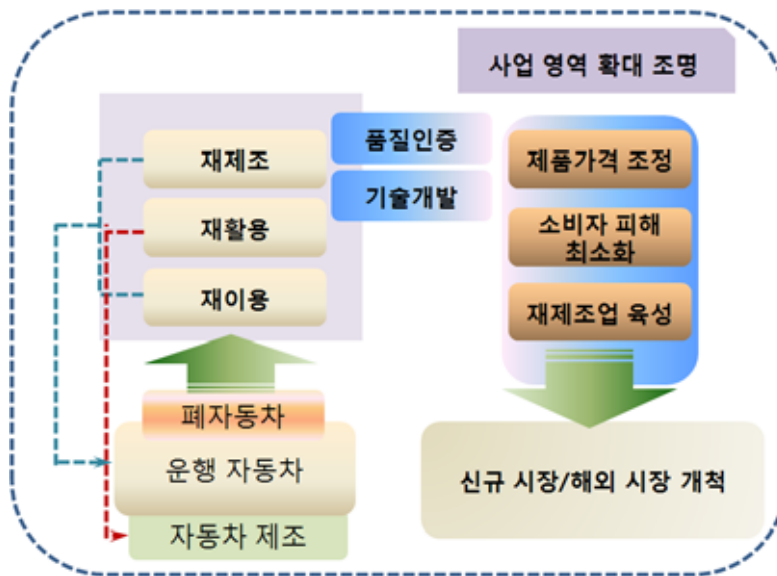 사업 영역 확대 조명
재제조
재활용
재이용
품질인증
기술개발
제품가격 조정
소비자 피해
최소화
재제조업 육성
폐자동차
운행 자동차
자동차 제조
신규 시장/해외 시장 개척